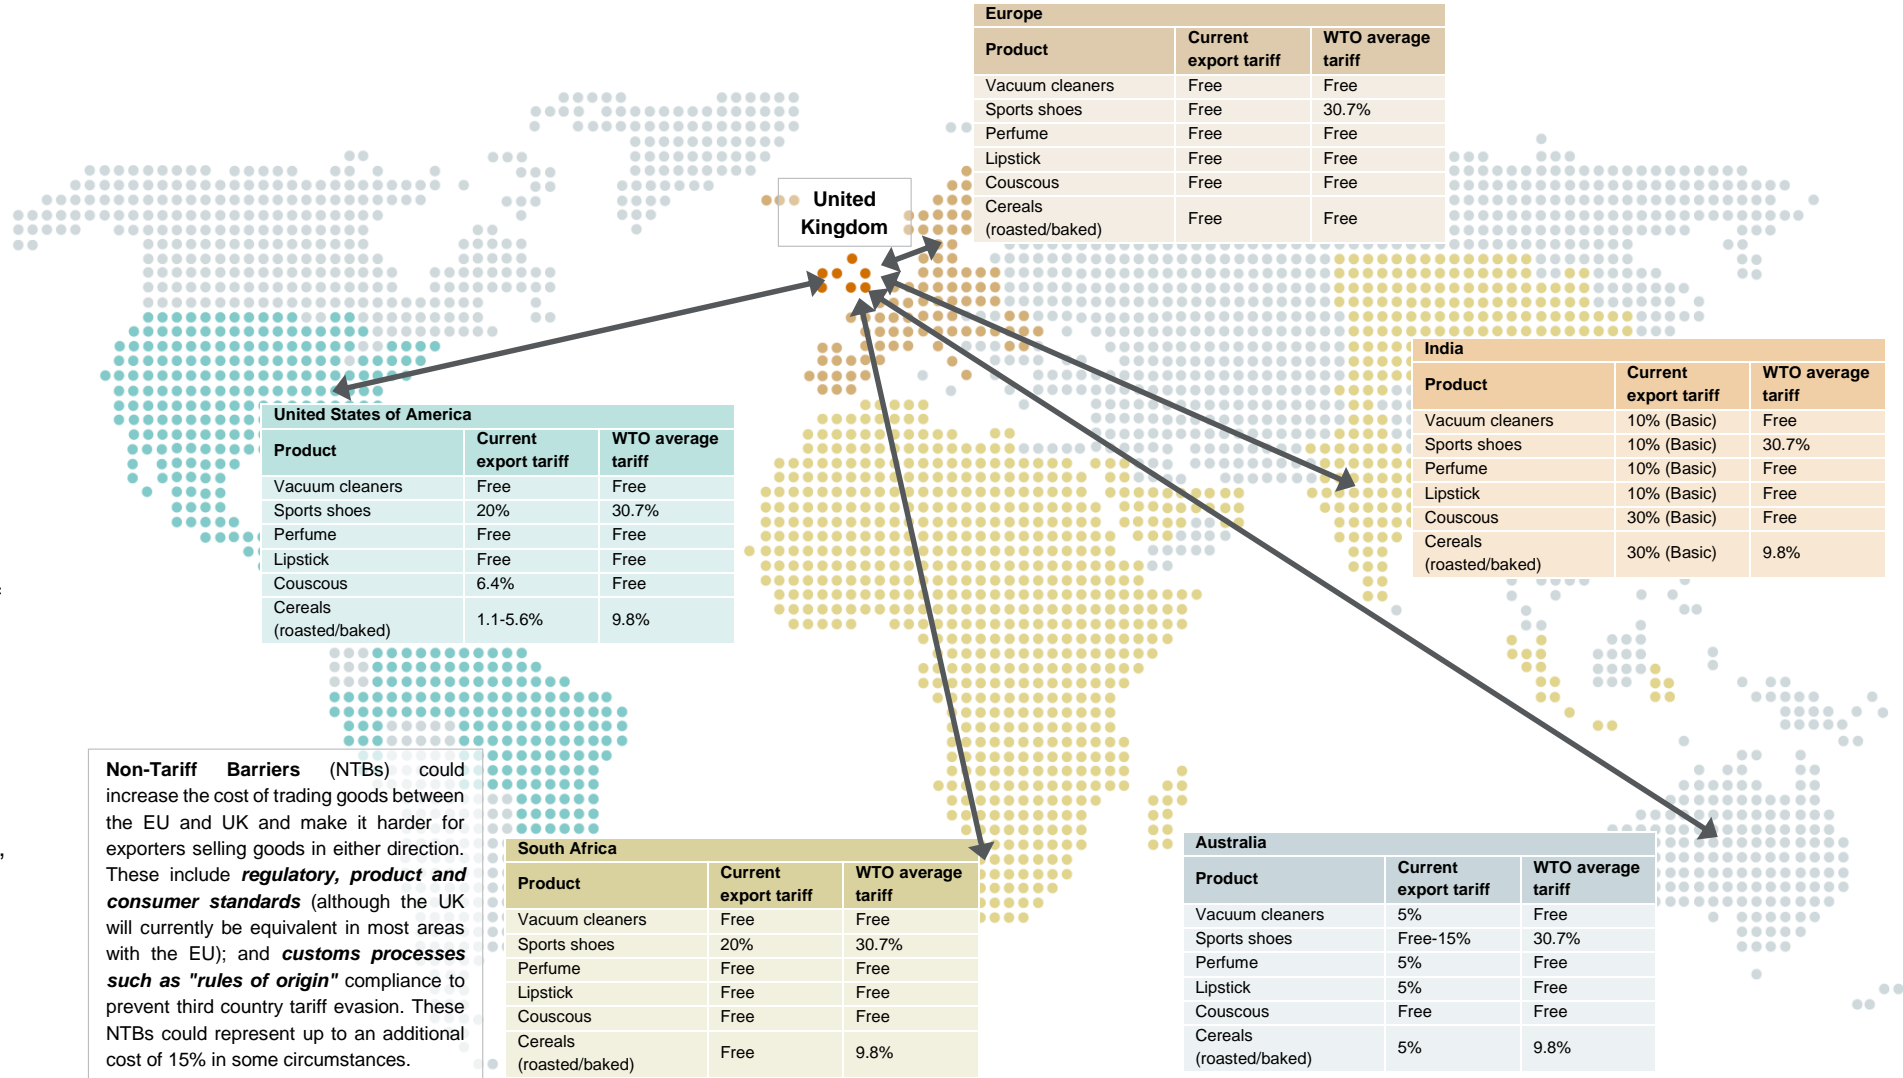 Europe
Product Current export tariff WTO average tariff
Vacuum cleaners Free Free
Sports shoes Free 30.7%
Perfume Free Free
Lipstick Free Free
Couscous Free Free
Cereals (roasted/baked) Free Free
United
Kingdom
India
Product Current export tariff WTO average tariff
Vacuum cleaners 10% (Basic) Free
Sports shoes 10% (Basic) 30.7%
Perfume 10% (Basic) Free
Lipstick 10% (Basic) Free
Couscous 30% (Basic) Free
Cereals (roasted/baked) 30% (Basic) 9.8%
United States of America
Product Current export tariff WTO average tariff
Vacuum cleaners Free Free
Sports shoes 20% 30.7%
Perfume Free Free
Lipstick Free Free
Couscous 6.4% Free
Cereals (roasted/baked) 1.1-5.6% 9.8%
Non-Tariff Barriers (NTBs) could
increase the cost of trading goods between
the EU and UK and make it harder for
exporters selling goods in either direction.
These include regulatory, product and
consumer standards (although the UK
will currently be equivalent in most areas
with the EU); and customs processes
such as "rules of origin" compliance to
prevent third country tariff evasion. These
NTBs could represent up to an additional
cost of 15% in some circumstances.
South Africa
Product Current export tariff WTO average tariff
Vacuum cleaners Free Free
Sports shoes 20% 30.7%
Perfume Free Free
Lipstick Free Free
Couscous Free Free
Cereals (roasted/baked) Free 9.8%
Australia
Product Current export tariff WTO average tariff
Vacuum cleaners 5% Free
Sports shoes Free-15% 30.7%
Perfume 5% Free
Lipstick 5% Free
Couscous Free Free
Cereals (roasted/baked) 5% 9.8%